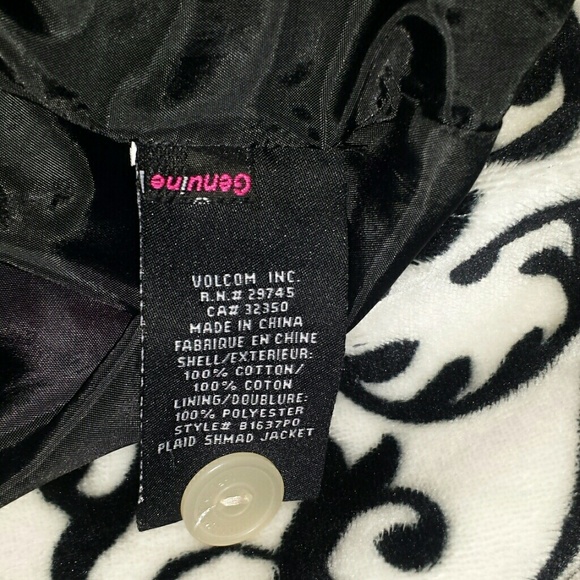 Genuine
VOLCOM INC.
R.N.# 29745
CA# 32350
MADE IN CHINA
FABRIQUE EN CHINE
SHELL/EXTERIEUR:
100% COTTON/
100% COTON
LINING/DOUBLURE:
100% POLYESTER
STYLE# B1637PO
PLAID SHMAD JACKET